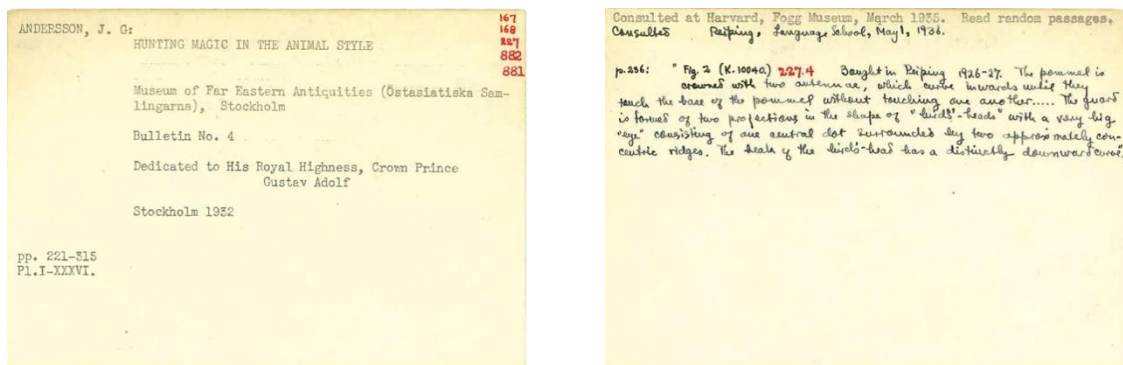 ANDERSSON, J. G:
HUNTING MAGIC IN THE ANIMAL STYLE
167
168
227
882
881
Museum of Far Eastern Antiquities (Östasiatiska Sam-
lingarna), Stockholm
Bulletin No. 4
Dedicated to His Royal Highness, Crown Prince
Gustav Adolf
Stockholm 1932
pp. 221-315
Pl.I-XXXVI.
Consulted at Harvard, Fogg Museum, March 1935. Read random passages.
Consulted Peiping, Language School, May 1, 1936.
p.236: "Fig. 2 (K.10040) 227.4 Bought in Peiping 1926-27. The pommel is
crowned with two antennae, which curve inwards until they
touch the base of the pommel without touching one another..... The guard
is formed of two projections in the shape of "birds'-heads" with a very big
"eye" consisting of one central dot surrounded by two approximately con-
centric ridges. The beak of the bird's-head has a distinctly downward curve".